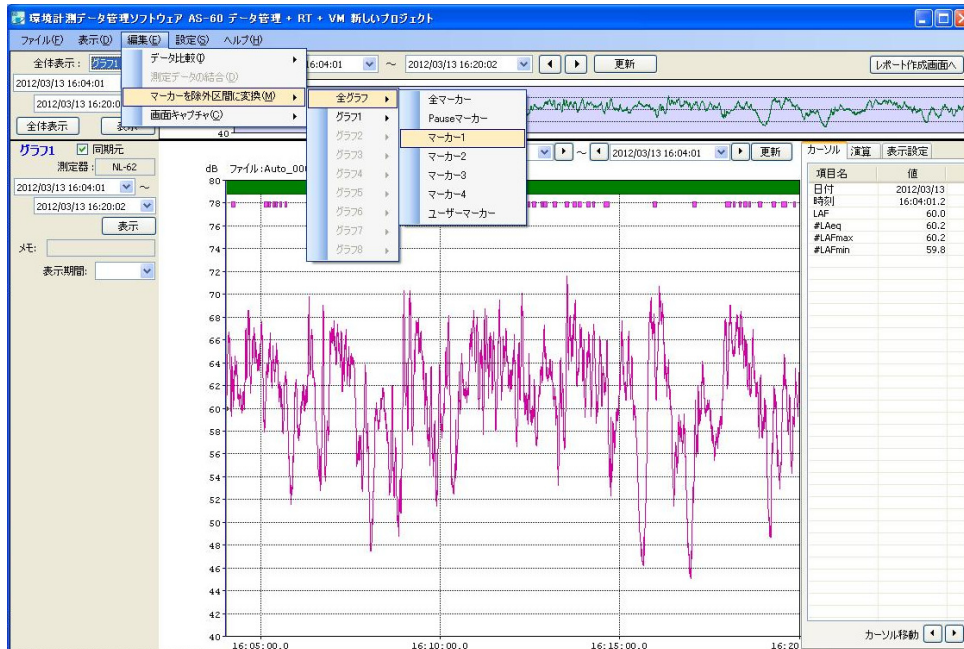 環境計測データ管理ソフトウェア AS-60 データ管理 + RT + VM 新しいプロジェクト
ファイル(F) 表示(D) 編集(E) 設定(S) ヘルプ(H)
全体表示: グラフ1 16:04:01 ～ 2012/03/13 16:20:02 更新 レポート作成画面へ
2012/03/13 16:04:01
2012/03/13 16:20:0
全体表示
40
データ比較(I)
測定データの結合(D)
マーカーを除外区間に変換(M)
画面キャプチャ(C)
全グラフ
グラフ1
グラフ2
グラフ3
グラフ4
グラフ5
グラフ6
グラフ7
グラフ8
全マーカー
Pauseマーカー
マーカー1
マーカー2
マーカー3
マーカー4
ユーザーマーカー
グラフ1 同期元
測定器: NL-62
2012/03/13 16:04:01 ～
2012/03/13 16:20:02
表示
メモ:
表示期間:
dB ファイル:Auto_00
～ 2012/03/13 16:04:01 更新
80
78
76
74
72
70
68
66
64
62
60
58
56
54
52
50
48
46
44
42
40
16:05:00.0 16:10:00.0 16:15:00.0 16:20
カーソル 演算 表示設定
項目名 値
日付 2012/03/13
時刻 16:04:01.2
LAF 60.0
#LAeq 60.2
#LAFmax 60.2
#LAFmin 59.8
カーソル移動